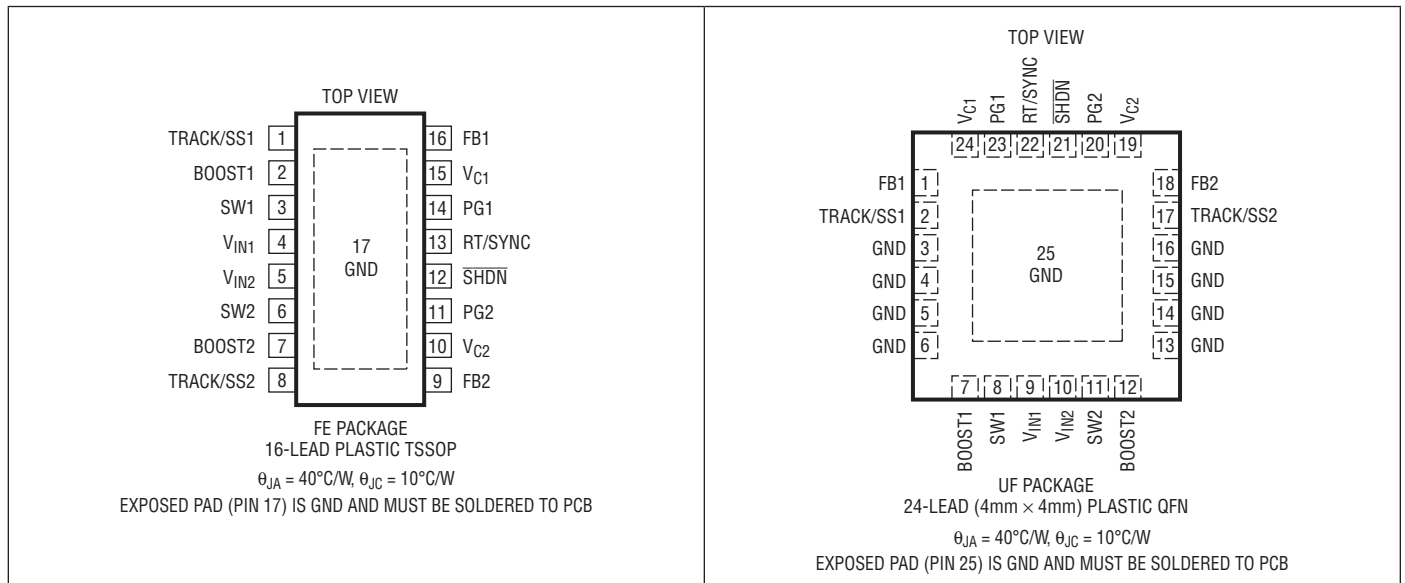 TOP VIEW
TRACK/SS1 1
BOOST1 2
SW1 3
VIN1 4
VIN2 5
SW2 6
BOOST2 7
TRACK/SS2 8
16 FB1
15 VC1
14 PG1
13 RT/SYNC
12 SHDN
11 PG2
10 VC2
9 FB2
17
GND
FE PACKAGE
16-LEAD PLASTIC TSSOP
θJA = 40°C/W, θJC = 10°C/W
EXPOSED PAD (PIN 17) IS GND AND MUST BE SOLDERED TO PCB
TOP VIEW
VC1
PG1
RT/SYNC
SHDN
PG2
VC2
24 23 22 21 20 19
FB1 1
TRACK/SS1 2
GND 3
GND 4
GND 5
GND 6
18 FB2
17 TRACK/SS2
16 GND
15 GND
14 GND
13 GND
25
GND
7 8 9 10 11 12
BOOST1
SW1
VIN1
VIN2
SW2
BOOST2
UF PACKAGE
24-LEAD (4mm × 4mm) PLASTIC QFN
θJA = 40°C/W, θJC = 10°C/W
EXPOSED PAD (PIN 25) IS GND AND MUST BE SOLDERED TO PCB